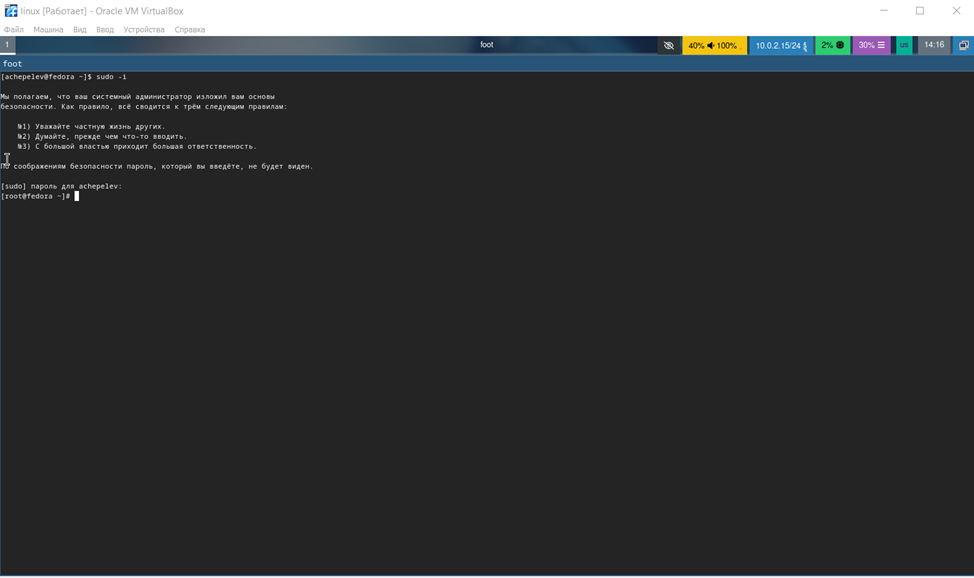 linux [Работает] - Oracle VM VirtualBox
Файл Машина Вид Ввод Устройства Справка
1 foot 40% 100% 10.0.2.15/24 2% 30% us 14:16
foot
[achepelev@fedora ~]$ sudo -i
Мы полагаем, что ваш системный администратор изложил вам основы
безопасности. Как правило, всё сводится к трём следующим правилам:
№1) Уважайте частную жизнь других.
№2) Думайте, прежде чем что-то вводить.
№3) С большой властью приходит большая ответственность.
По соображениям безопасности пароль, который вы введёте, не будет виден.
[sudo] пароль для achepelev:
[root@fedora ~]#